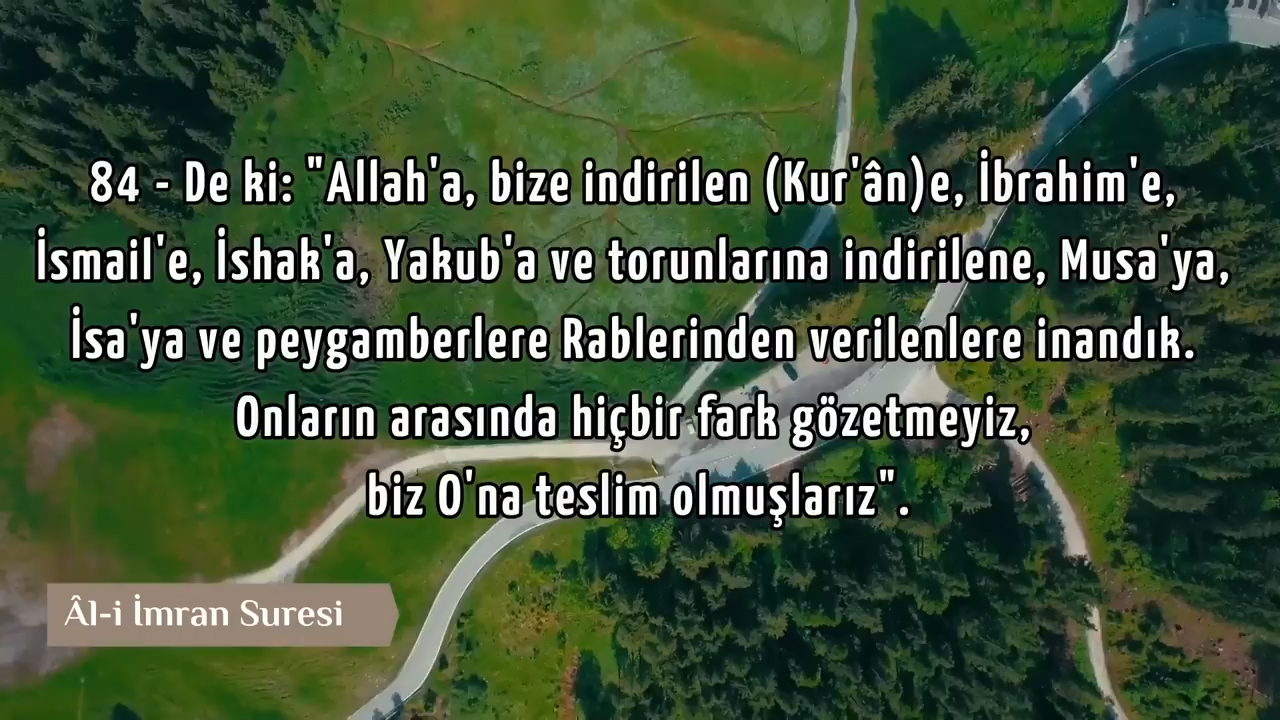 84 - De ki: "Allah'a, bize indirilen (Kur'ân)e, İbrahim'e,
İsmail'e, İshak'a, Yakub'a ve torunlarına indirilene, Musa'ya,
İsa'ya ve peygamberlere Rablerinden verilenlere inandık.
Onların arasında hiçbir fark gözetmeyiz,
biz O'na teslim olmuşlarız".
Âl-i İmran Suresi